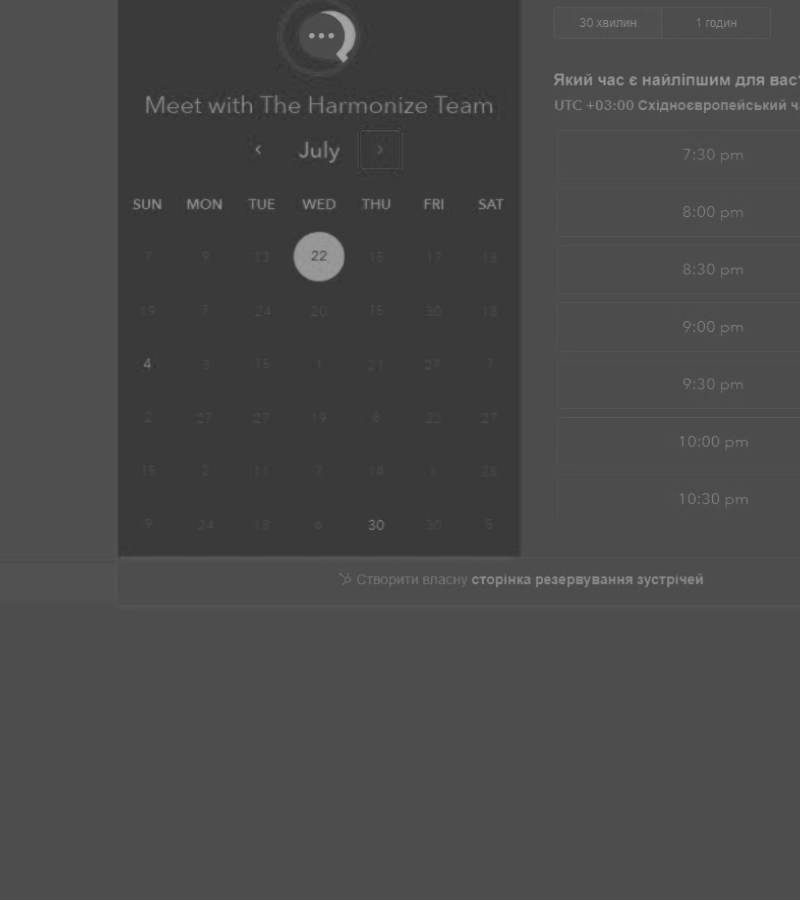 Meet with The Harmonize Team
July
SUN MON TUE WED THU FRI SAT
7 9 13 22 15 17 18
19 7 24 20 15 30 18
4 3 15 1 21 27 7
2 27 27 19 6 22 27
15 2 11 7 14 1 25
9 24 18 6 30 30 5
30 хвилин 1 годин
Який час є найліпшим для вас?
UTC +03:00 Східноєвропейський
7:30 pm
8:00 pm
8:30 pm
9:00 pm
9:30 pm
10:00 pm
10:30 pm
Створити власну сторінка резервування зустрічей